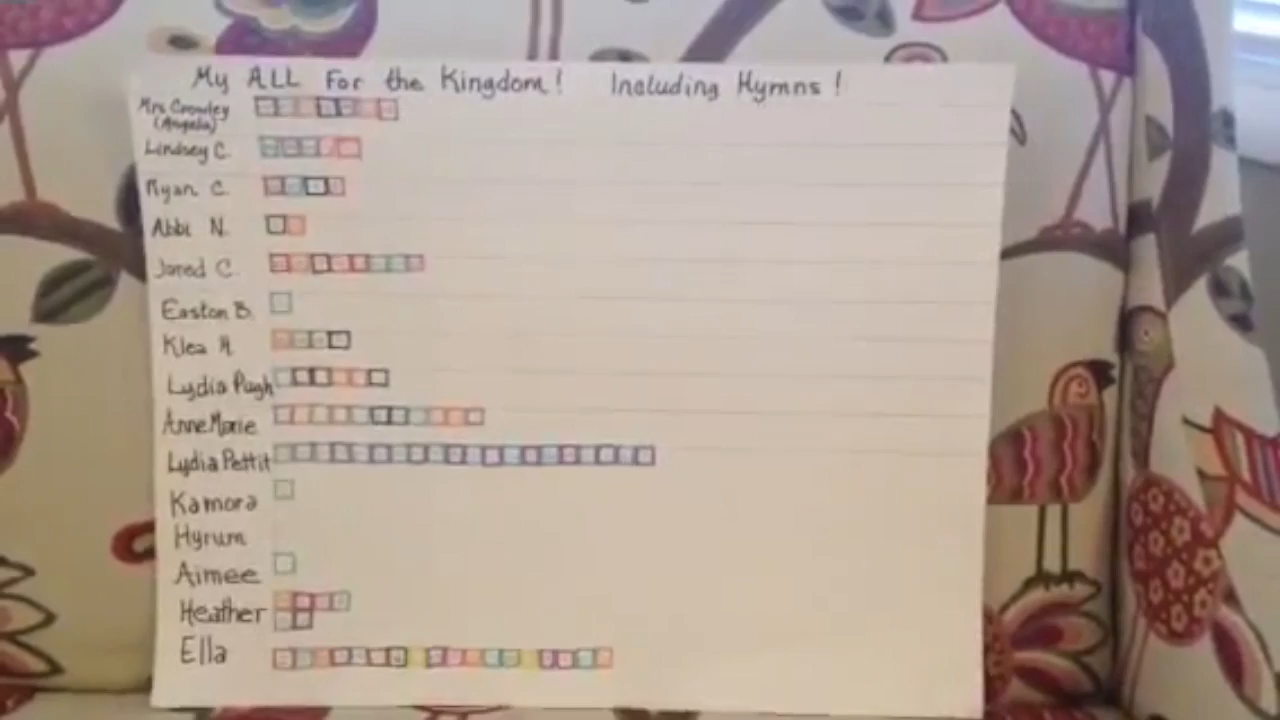 My ALL For the Kingdom! Including Hymns!
Mrs Crowley
(Angela)
Lindsey C.
Ryan C.
Abbi N.
Jared C.
Easton B.
Klea H.
Lydia Pugh
AnneMarie
Lydia Pettit
Kamora
Hyrum
Aimee
Heather
Ella